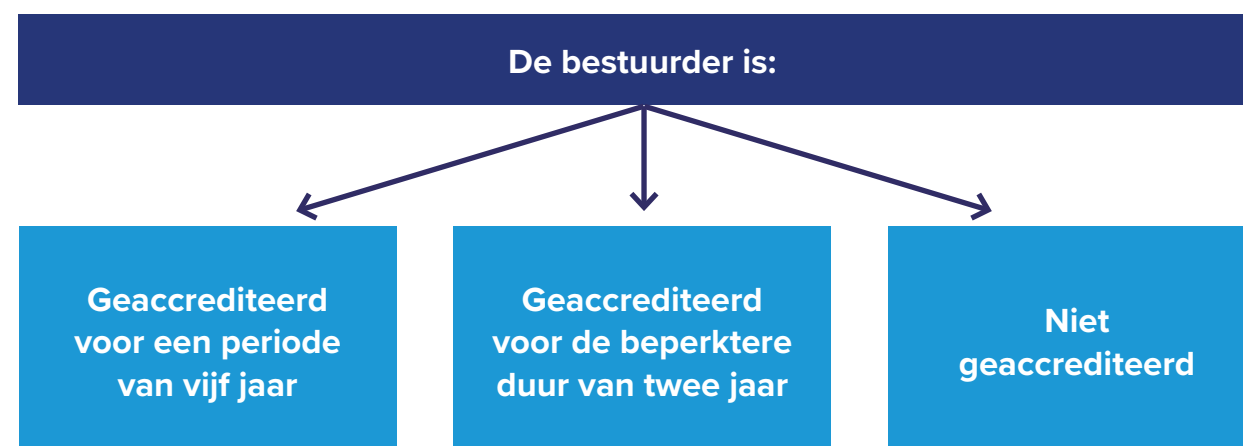 De bestuurder is:
Geaccrediteerd
voor een periode
van vijf jaar
Geaccrediteerd
voor de beperktere
duur van twee jaar
Niet
geaccrediteerd